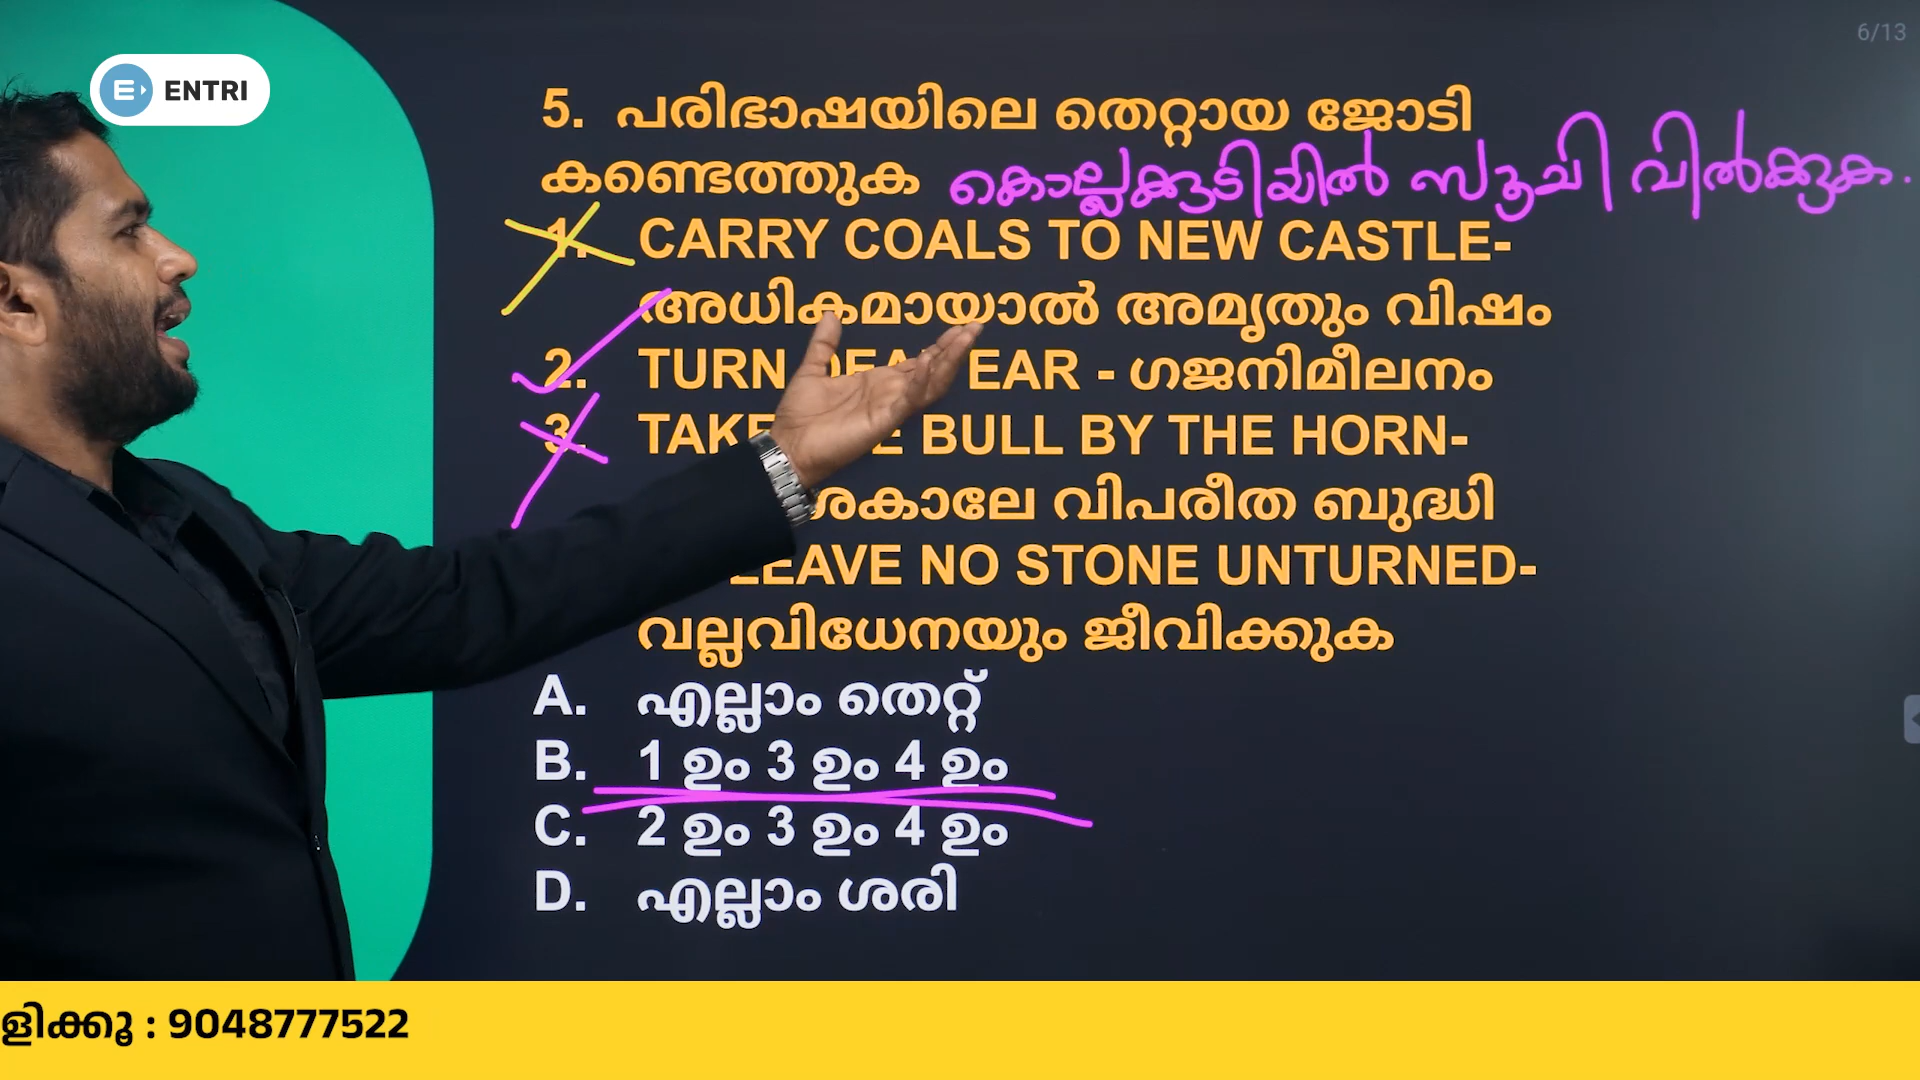 6/13
ENTRI
5. പരിഭാഷയിലെ തെറ്റായ ജോടി
കണ്ടെത്തുക കൊല്ലക്കുടിയിൽ സൂചി വിൽക്കുക.
1. CARRY COALS TO NEW CASTLE-
അധികമായാൽ അമൃതും വിഷം
2. TURN EAR - ഗജനിമീലനം
3. BULL BY THE HORN-
വിപരീത ബുദ്ധി
LEAVE NO STONE UNTURNED-
വല്ലവിധേനയും ജീവിക്കുക
A. എല്ലാം തെറ്റ്
B. 1 ഉം 3 ഉം 4 ഉം
C. 2 ഉം 3 ഉം 4 ഉം
D. എല്ലാം ശരി
ളിക്കൂ : 9048777522